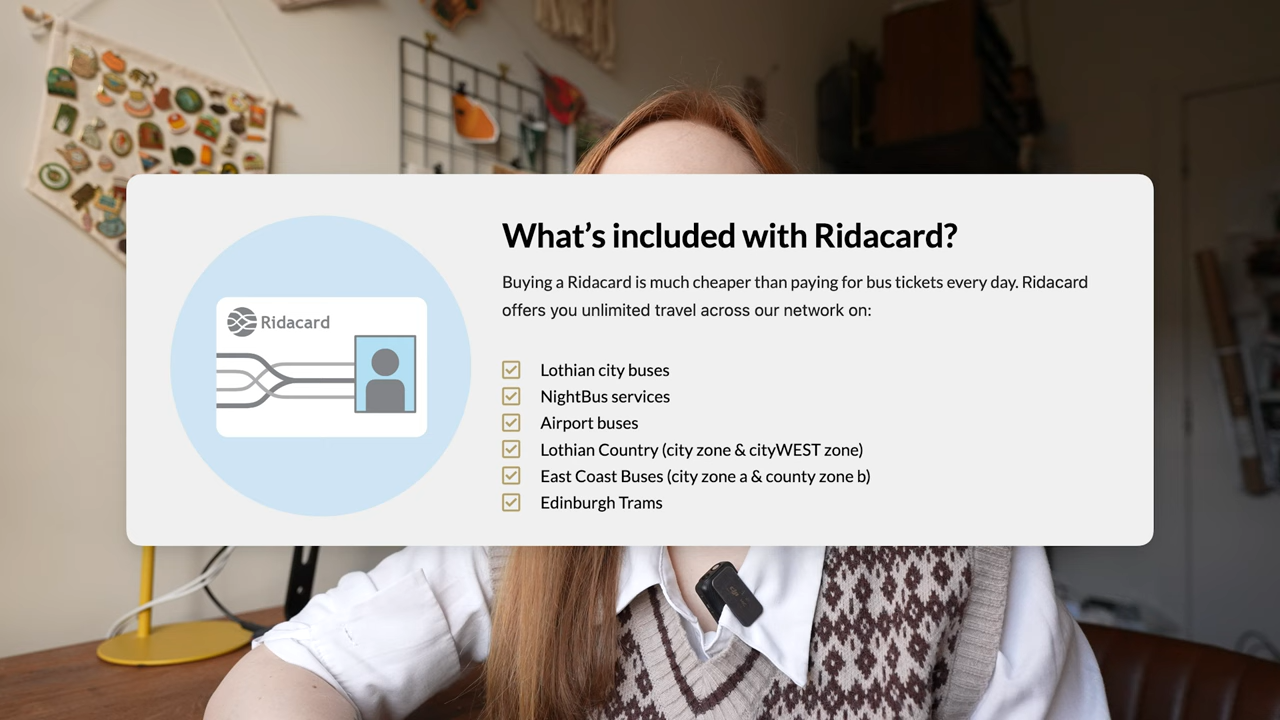 What's included with Ridacard?
Buying a Ridacard is much cheaper than paying for bus tickets every day. Ridacard
offers you unlimited travel across our network on:
Ridacard
Lothian city buses
NightBus services
Airport buses
Lothian Country (city zone & cityWEST zone)
East Coast Buses (city zone a & county zone b)
Edinburgh Trams